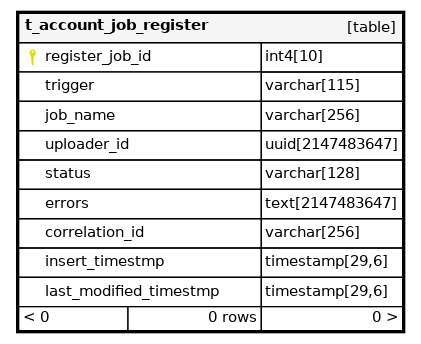 t_account_job_register [table]
register_job_id int4[10]
trigger varchar[115]
job_name varchar[256]
uploader_id uuid[2147483647]
status varchar[128]
errors text[2147483647]
correlation_id varchar[256]
insert_timestmp timestamp[29,6]
last_modified_timestmp timestamp[29,6]
< 0 0 rows 0 >